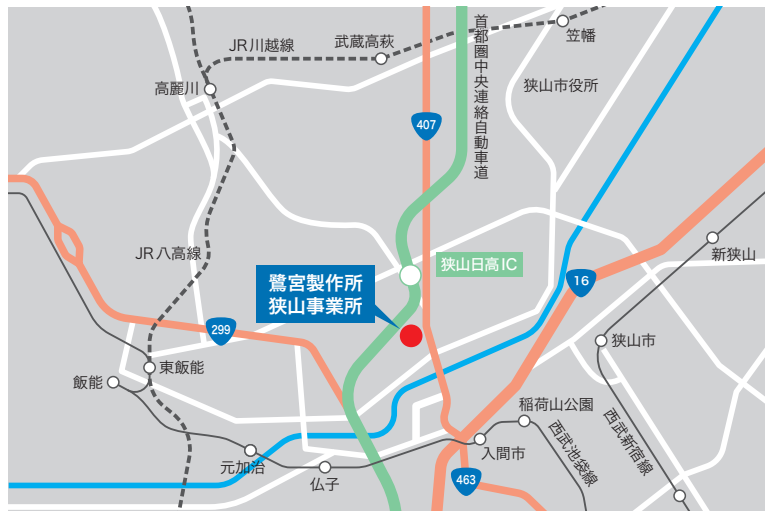 JR川越線
武蔵高萩
笠幡
首都圏中央連絡自動車道
高麗川
狭山市役所
407
JR八高線
新狭山
狭山日高IC
鷺宮製作所
狭山事業所
16
299
狭山市
東飯能
飯能
稲荷山公園
西武新宿線
西武池袋線
入間市
元加治
仏子
463